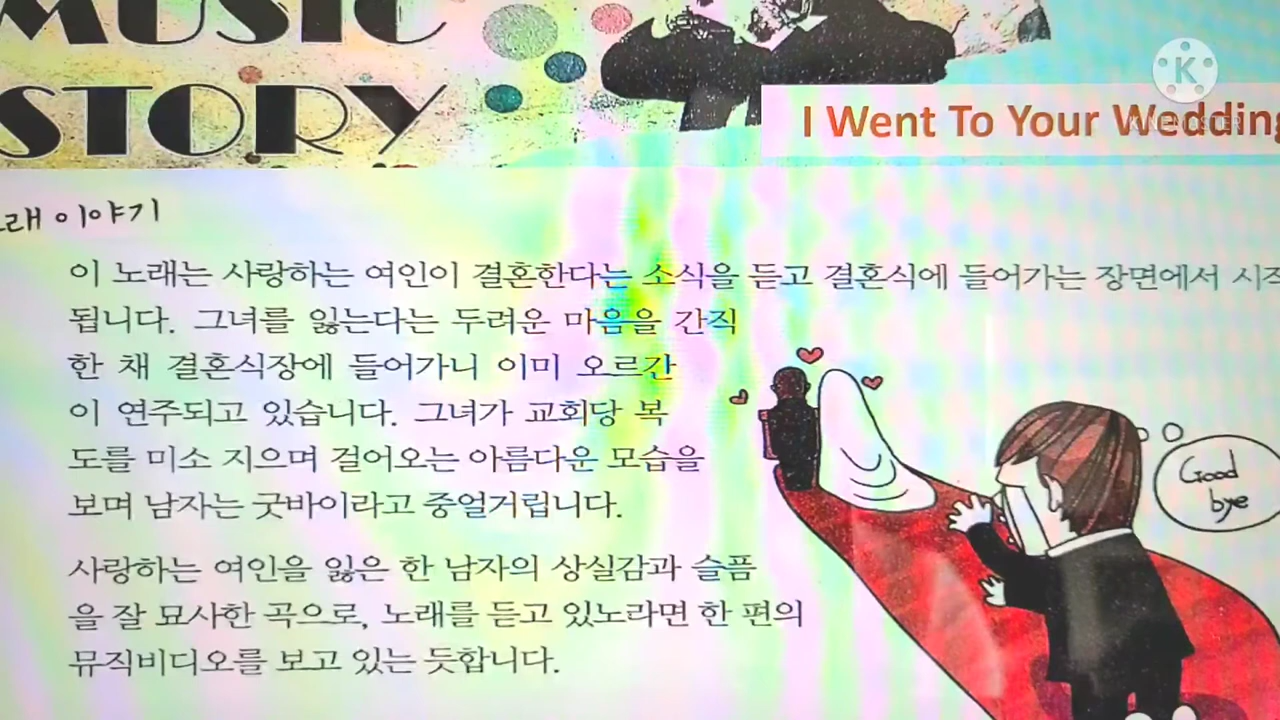 MUSIC
STORY
I Went To Your Wedding
K
KINEMASTER
래 이야기
이 노래는 사랑하는 여인이 결혼한다는 소식을 듣고 결혼식에 들어가는 장면에서 시작
됩니다. 그녀를 잃는다는 두려운 마음을 간직
한 채 결혼식장에 들어가니 이미 오르간
이 연주되고 있습니다. 그녀가 교회당 복
도를 미소 지으며 걸어오는 아름다운 모습을
보며 남자는 굿바이라고 중얼거립니다.
Good
bye
사랑하는 여인을 잃은 한 남자의 상실감과 슬픔
을 잘 묘사한 곡으로, 노래를 듣고 있노라면 한 편의
뮤직비디오를 보고 있는 듯합니다.